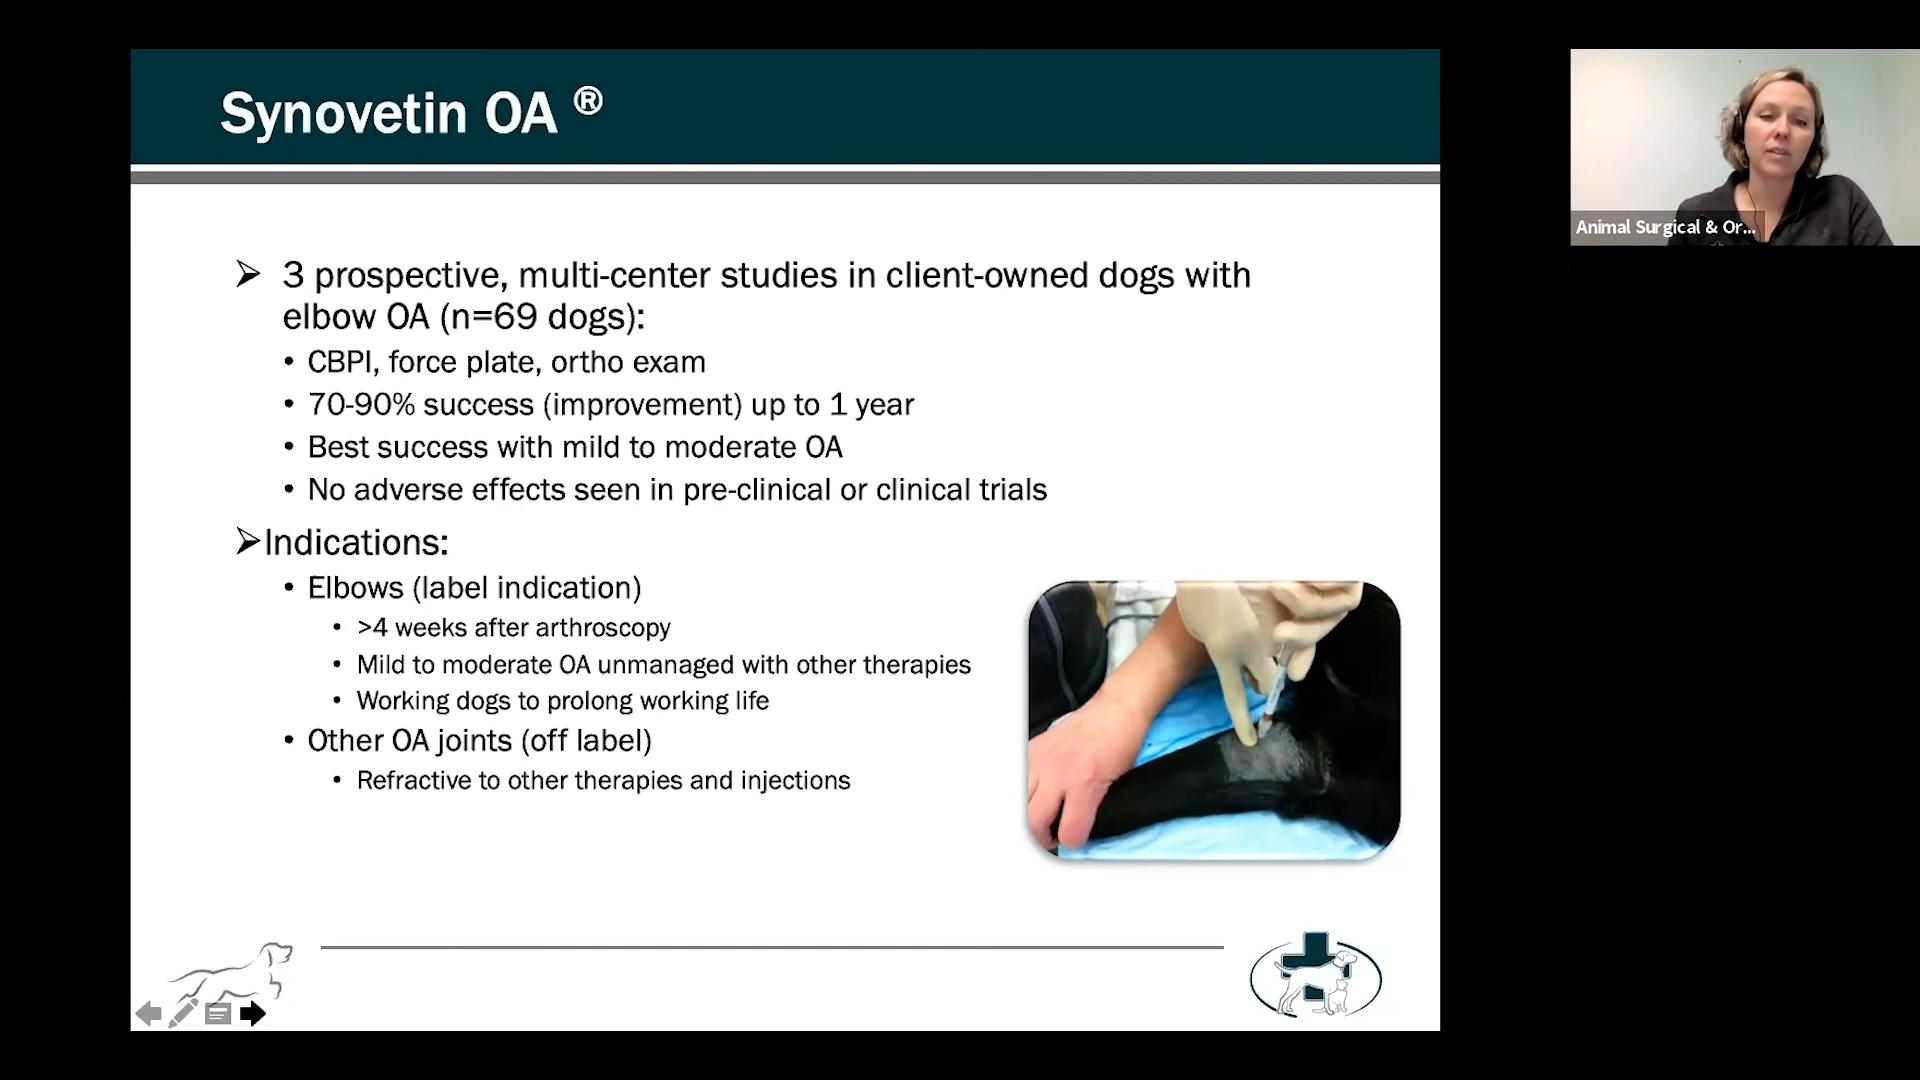 Synovetin OA ®
Animal Surgical & Or...
➢ 3 prospective, multi-center studies in client-owned dogs with
elbow OA (n=69 dogs):
• CBPI, force plate, ortho exam
• 70-90% success (improvement) up to 1 year
• Best success with mild to moderate OA
• No adverse effects seen in pre-clinical or clinical trials
➢Indications:
• Elbows (label indication)
• >4 weeks after arthroscopy
• Mild to moderate OA unmanaged with other therapies
• Working dogs to prolong working life
• Other OA joints (off label)
• Refractive to other therapies and injections